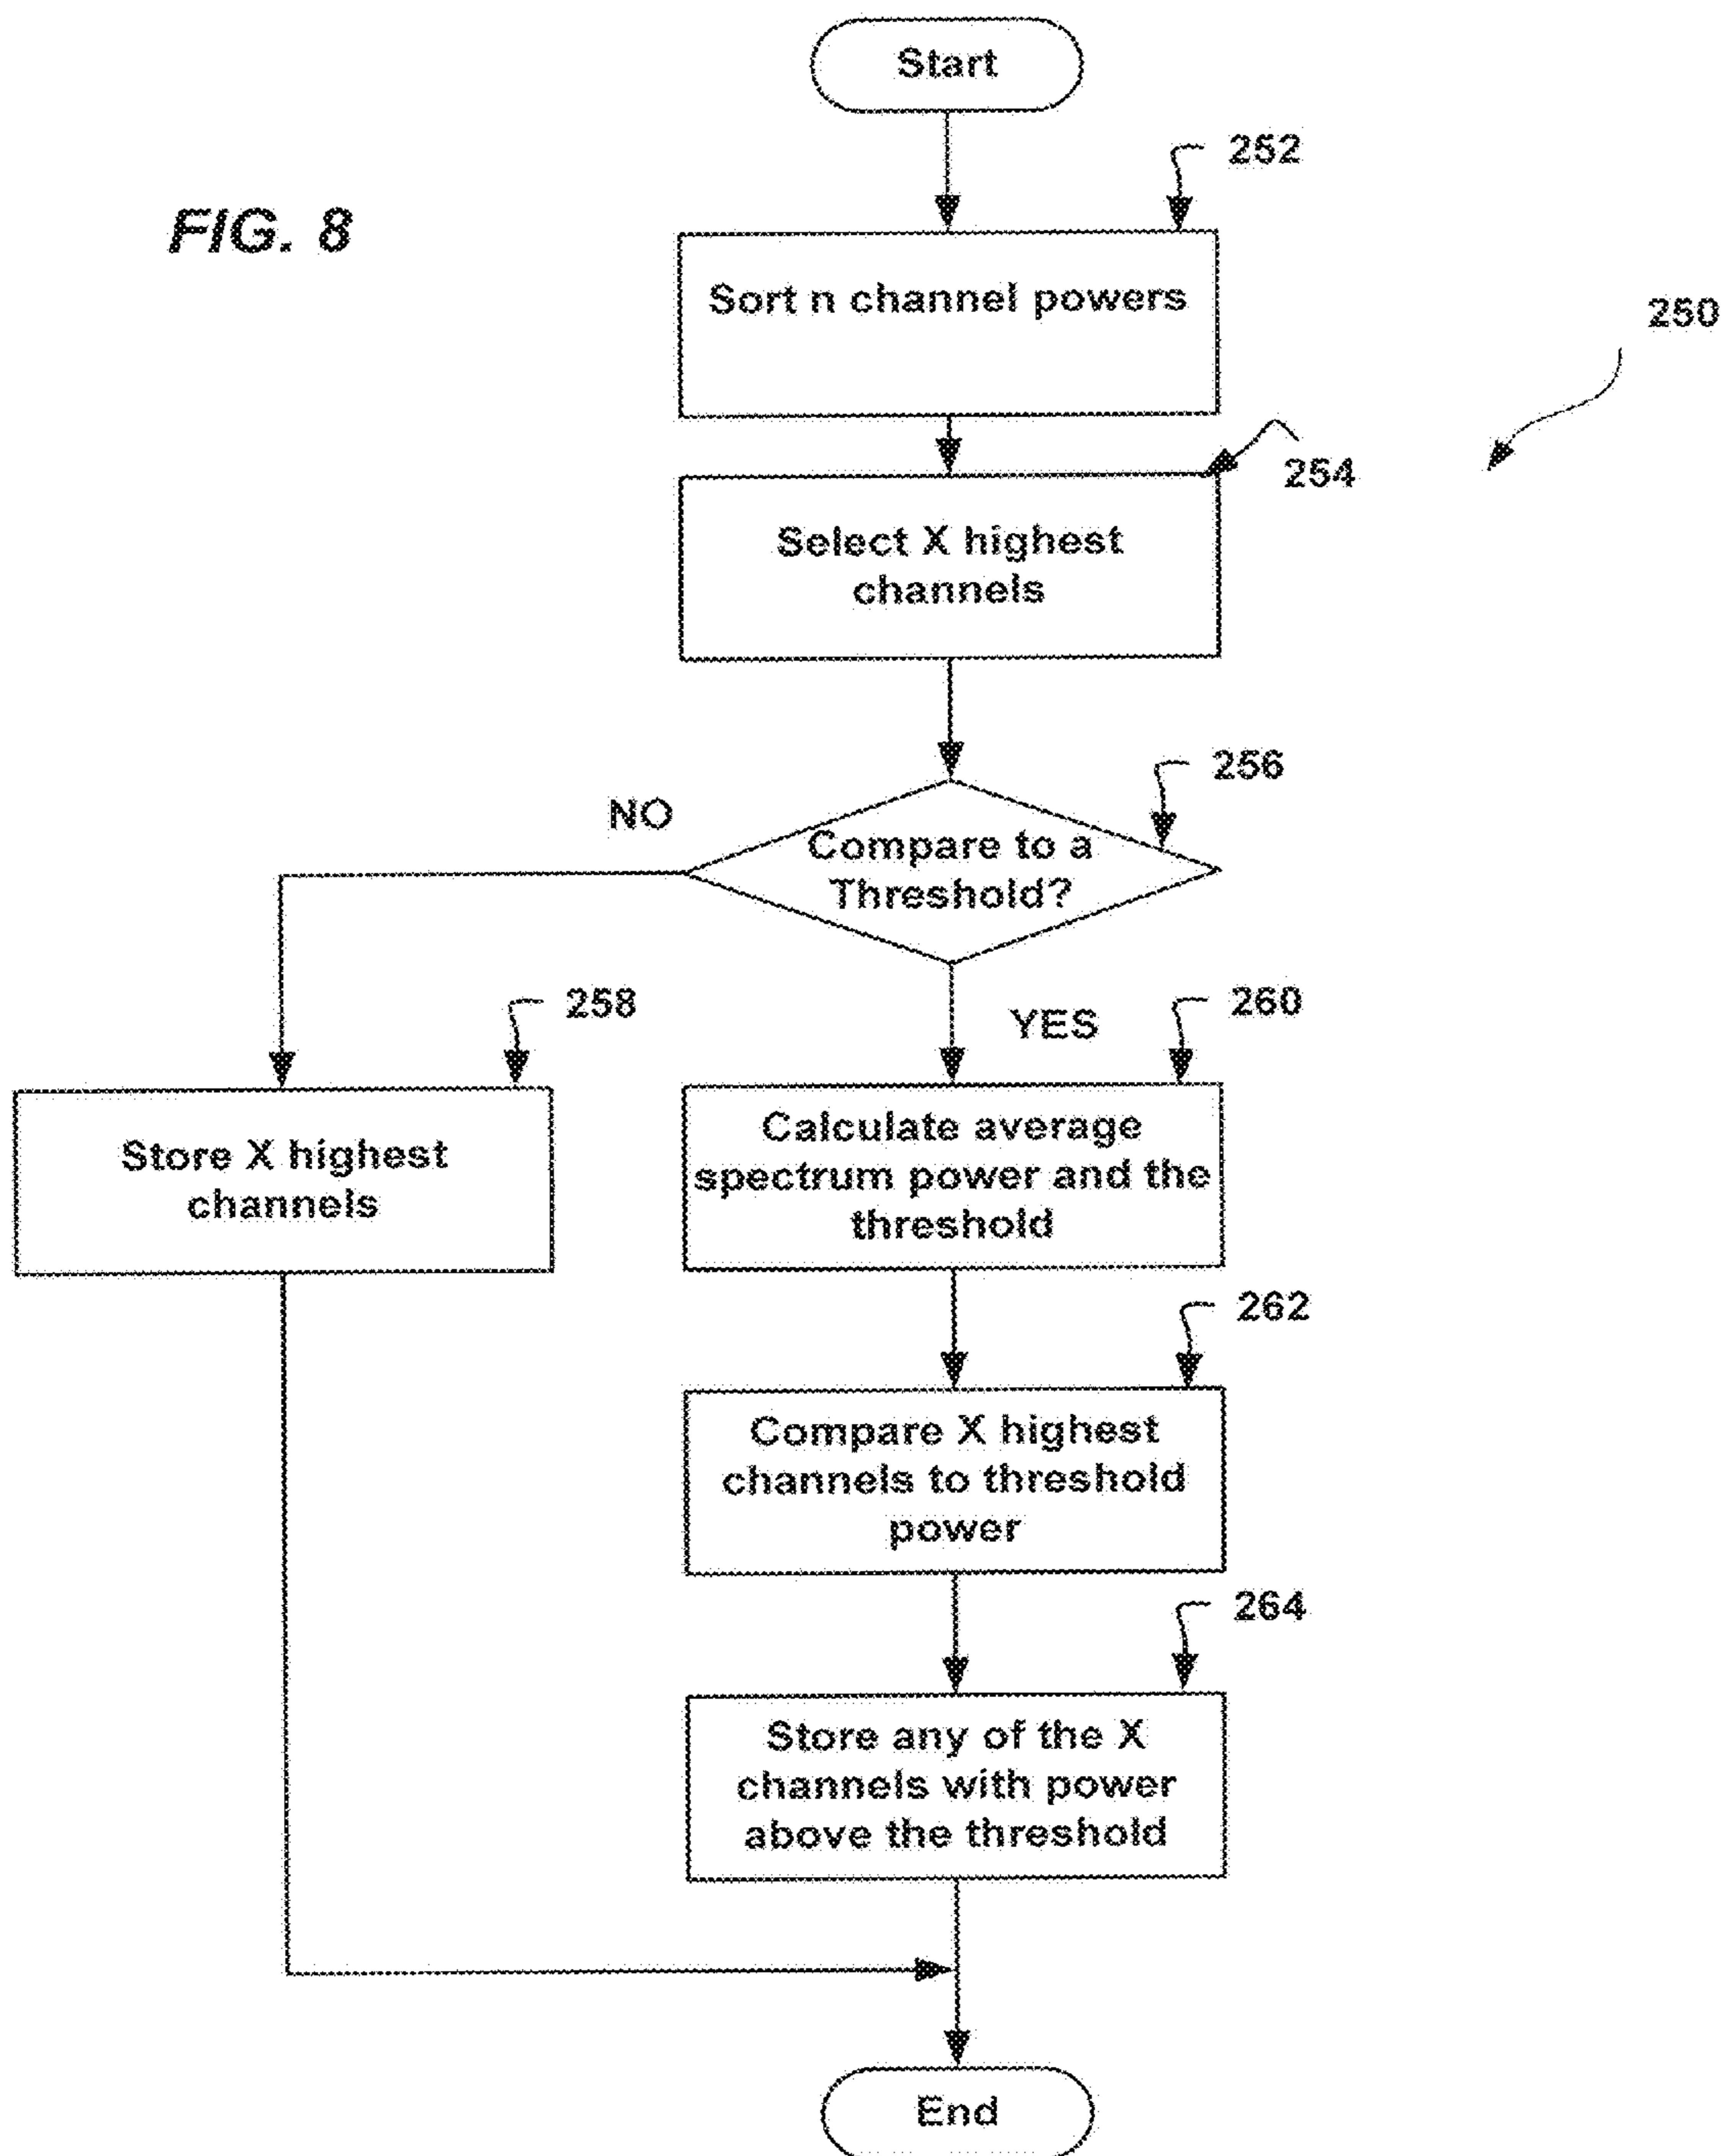 Start
252
FIG. 8
Sort n channel powers
250
254
Select X highest
channels
256
NO
Compare to a
Threshold?
258
260
YES
Store X highest
channels
Calculate average
spectrum power and the
threshold
262
Compare X highest
channels to threshold
power
264
Store any of the X
channels with power
above the threshold
End